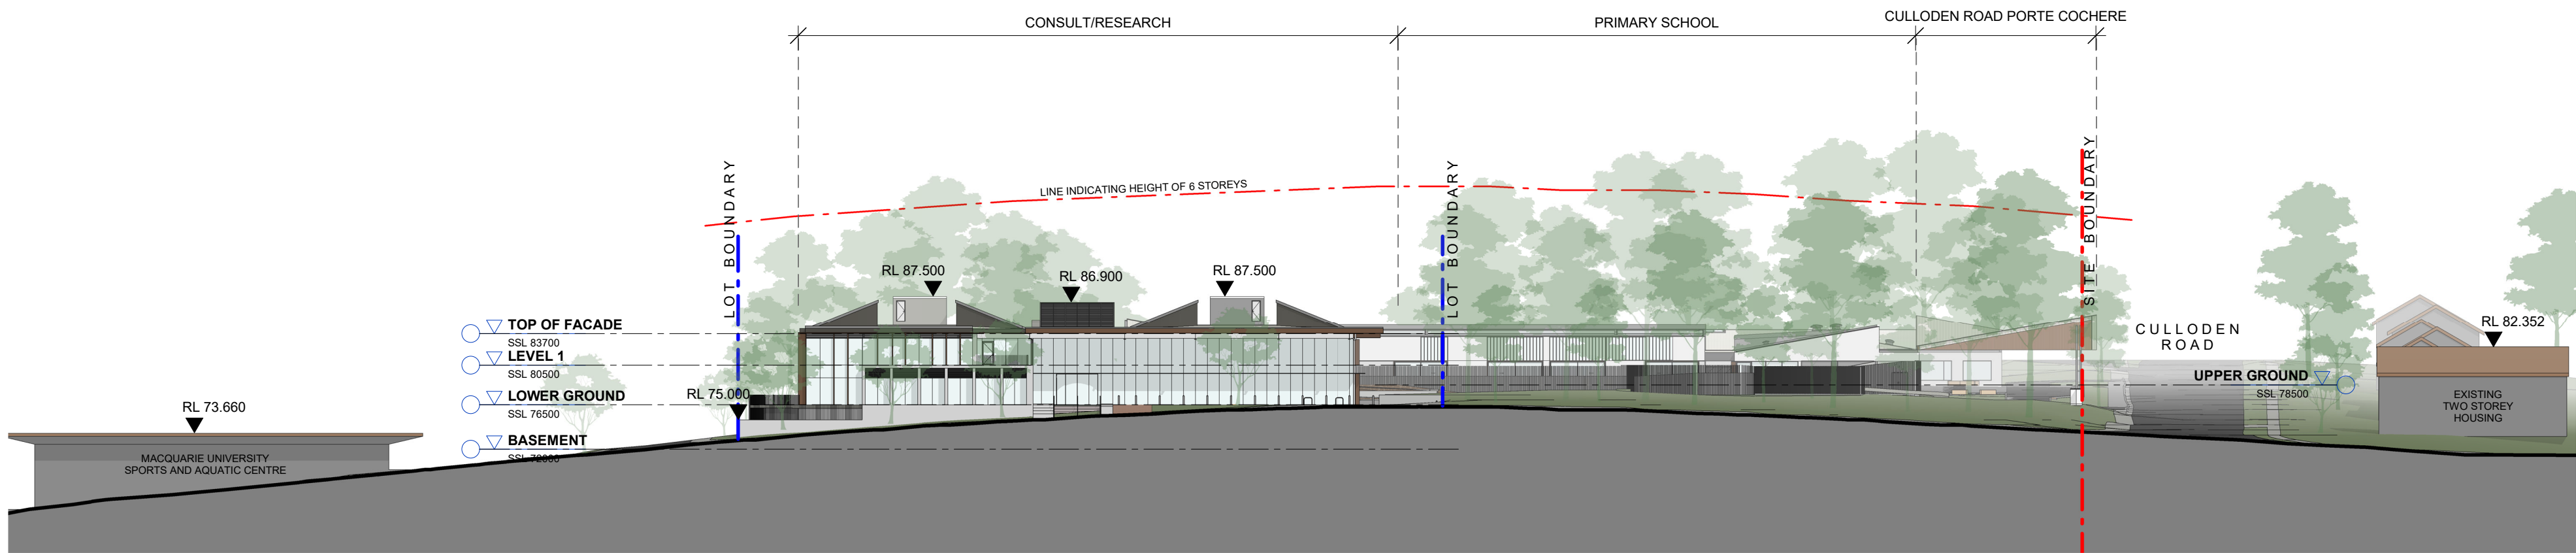 CONSULT/RESEARCH
PRIMARY SCHOOL
CULLODEN ROAD PORTE COCHERE
LOT BOUNDARY
LINE INDICATING HEIGHT OF 6 STOREYS
LOT BOUNDARY
SITE BOUNDARY
RL 87.500
RL 86.900
RL 87.500
TOP OF FACADE
SSL 83700
LEVEL 1
SSL 80500
LOWER GROUND
SSL 76500
BASEMENT
RL 75.000
RL 73.660
MACQUARIE UNIVERSITY
SPORTS AND AQUATIC CENTRE
CULLODEN
ROAD
RL 82.352
UPPER GROUND
SSL 78500
EXISTING
TWO STOREY
HOUSING